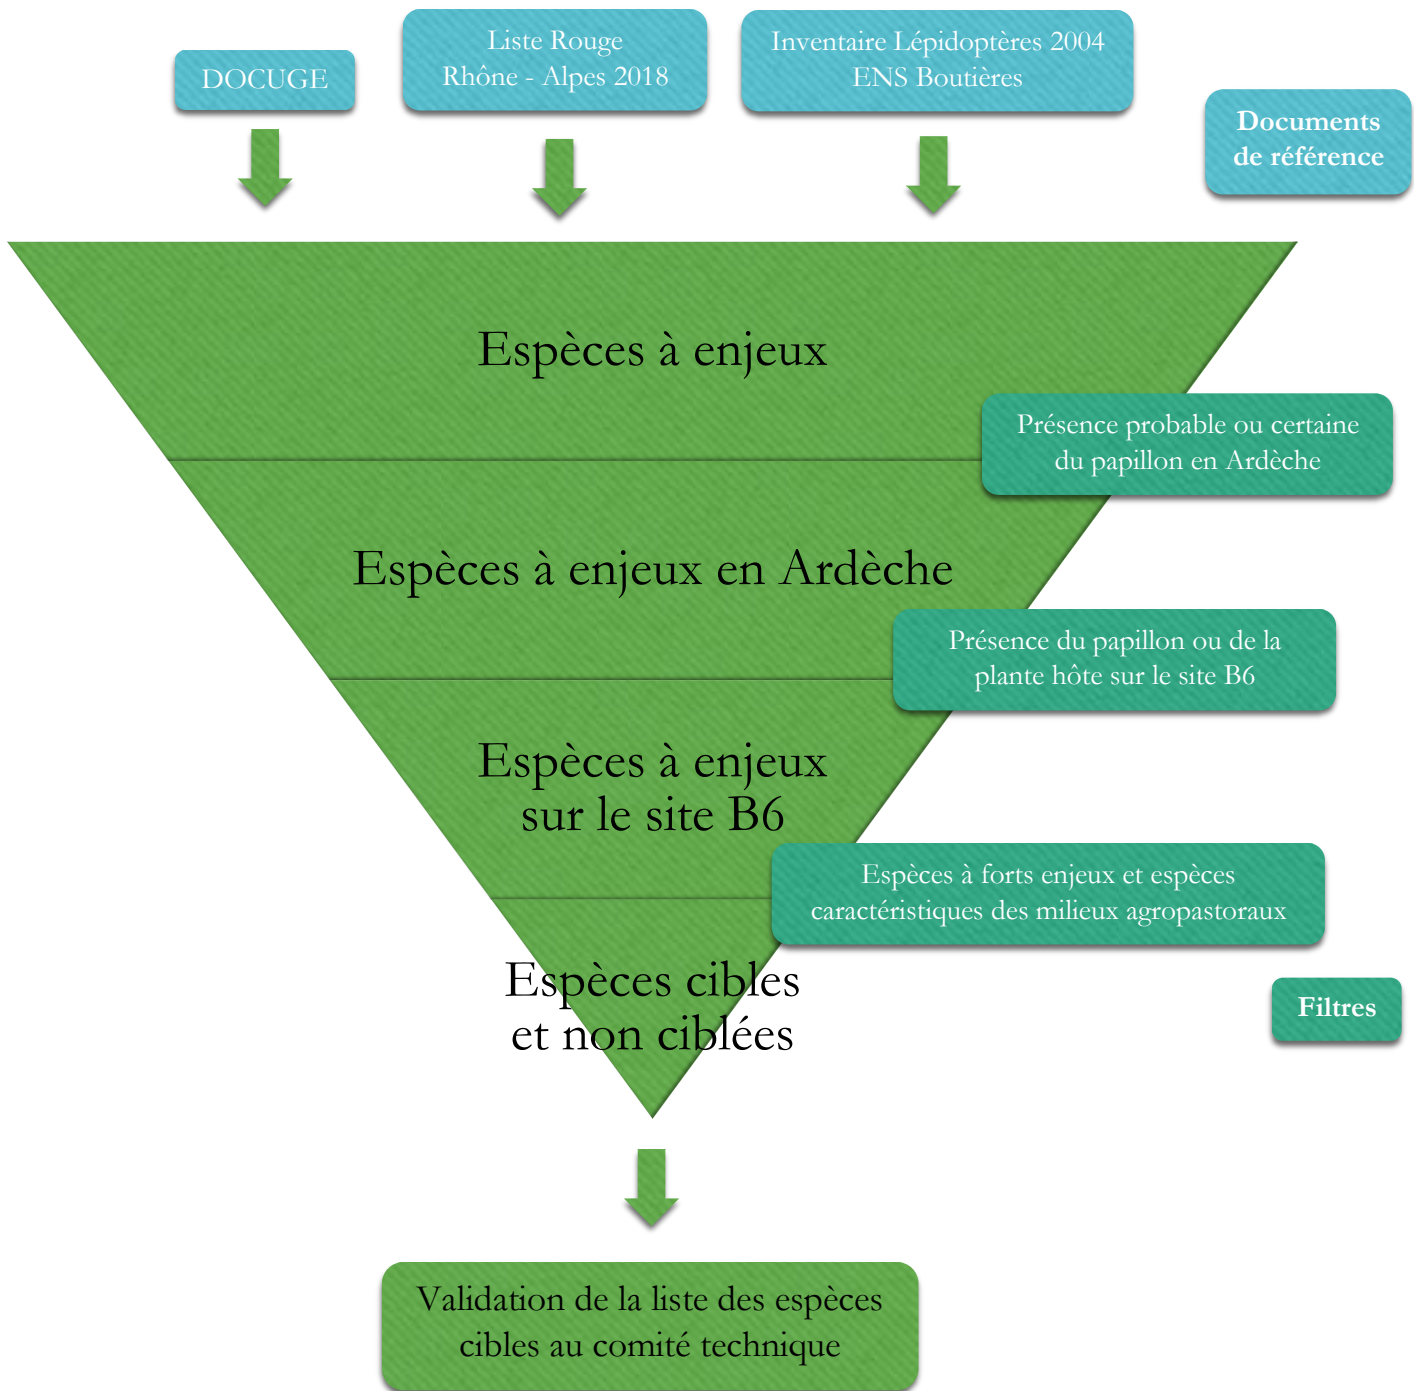 DOCUGE
Liste Rouge
Rhône - Alpes 2018
Inventaire Lépidoptères 2004
ENS Boutières
Documents
de référence
Espèces à enjeux
Présence probable ou certaine
du papillon en Ardèche
Espèces à enjeux en Ardèche
Présence du papillon ou de la
plante hôte sur le site B6
Espèces à enjeux
sur le site B6
Espèces à forts enjeux et espèces
caractéristiques des milieux agropastoraux
Espèces cibles
et non ciblées
Filtres
Validation de la liste des espèces
cibles au comité technique